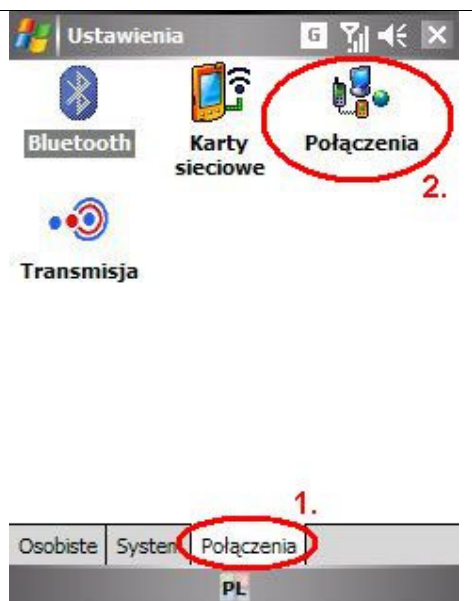 Ustawienia
G
Bluetooth
Karty sieciowe
Połączenia
2.
Transmisja
1.
Osobiste System Połączenia
PL